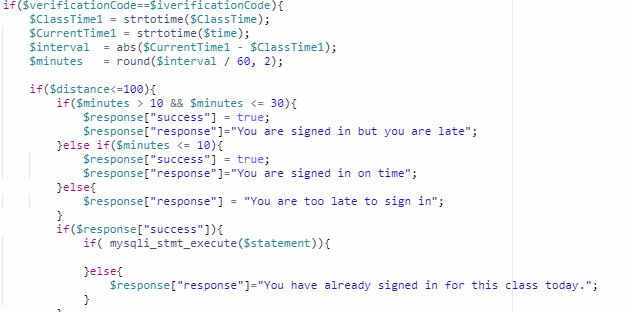 if($verificationCode==$iverificationCode){
$ClassTime1 = strtotime($ClassTime);
$CurrentTime1 = strtotime($time);
$interval  = abs($CurrentTime1 - $ClassTime1);
$minutes   = round($interval / 60, 2);
if($distance<=100){
if($minutes > 10 && $minutes <= 30){
$response["success"] = true;
$response["response"]="You are signed in but you are late";
}else if($minutes <= 10){
$response["success"] = true;
$response["response"]="You are signed in on time";
}else{
$response["response"] = "You are too late to sign in";
}
if($response["success"]){
if( mysqli_stmt_execute($statement)){
}else{
$response["response"]="You have already signed in for this class today.";
}